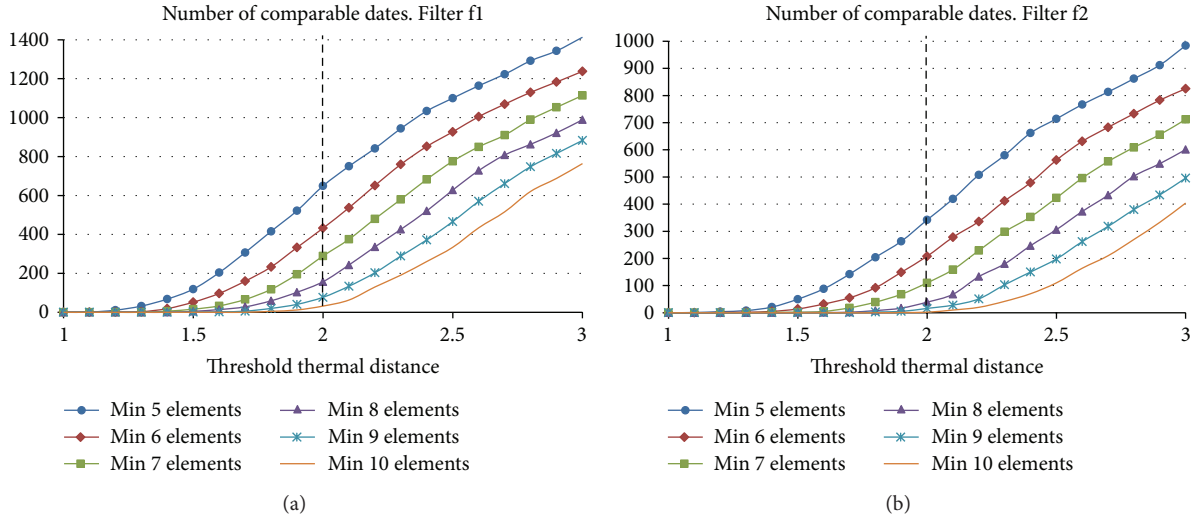 Number of comparable dates. Filter f1
1400
1200
1000
800
600
400
200
0
1
1.5
2
2.5
3
Threshold thermal distance
Min 5 elements
Min 8 elements
Min 6 elements
Min 9 elements
Min 7 elements
Min 10 elements
(a)
Number of comparable dates. Filter f2
1000
900
800
700
600
500
400
300
200
100
0
1
1.5
2
2.5
3
Threshold thermal distance
Min 5 elements
Min 8 elements
Min 6 elements
Min 9 elements
Min 7 elements
Min 10 elements
(b)